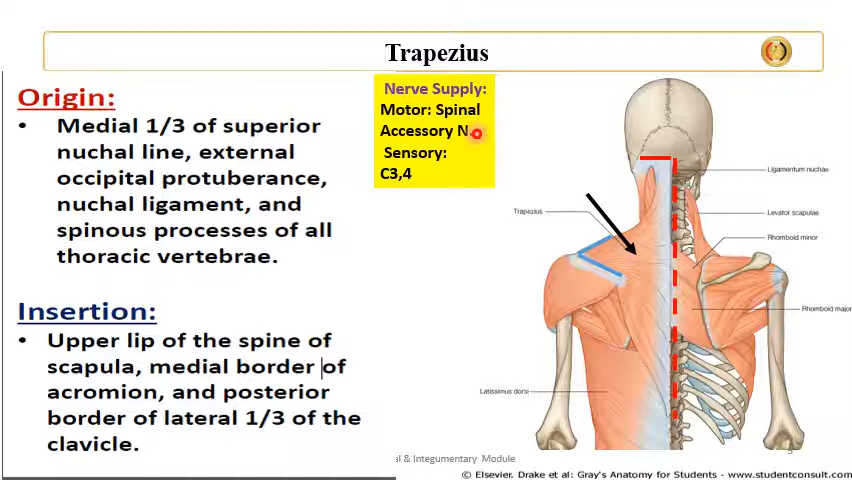 Trapezius
Origin:
• Medial 1/3 of superior
nuchal line, external
occipital protuberance,
nuchal ligament, and
spinous processes of all
thoracic vertebrae.
Insertion:
• Upper lip of the spine of
scapula, medial border of
acromion, and posterior
border of lateral 1/3 of the
clavicle.
Nerve Supply:
Motor: Spinal
Accessory N.
Sensory:
C3,4
Ligamentum nuchae
Trapezius
Levator scapulae
Rhomboid minor
Rhomboid major
Latissimus dorsi
al & Integumentary Module
© Elsevier. Drake et al: Gray's Anatomy for Students - www.studentconsult.com